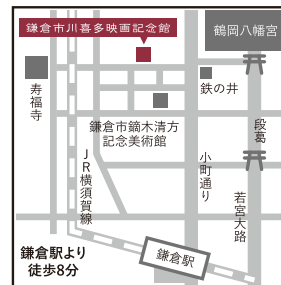 鎌倉市川喜多映画記念館
鶴岡八幡宮
寿福寺
鉄の井
鎌倉市鏑木清方
記念美術館
段葛
JR横須賀線
小町通り
若宮大路
鎌倉駅より
徒歩8分
鎌倉駅